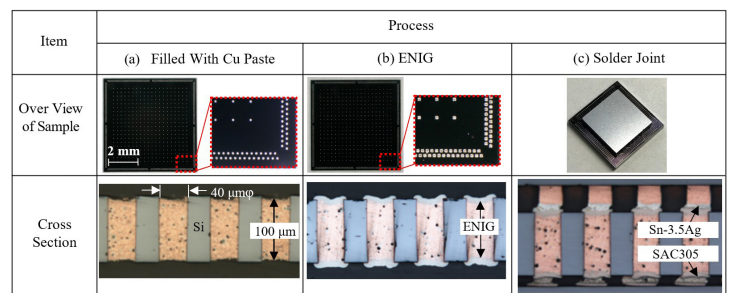 Item
Process
(a) Filled With Cu Paste
(b) ENIG
(c) Solder Joint
Over View
of Sample
2 mm
Cross
Section
40 μmφ
Si
100 μm
ENIG
Sn-3.5Ag
SAC305